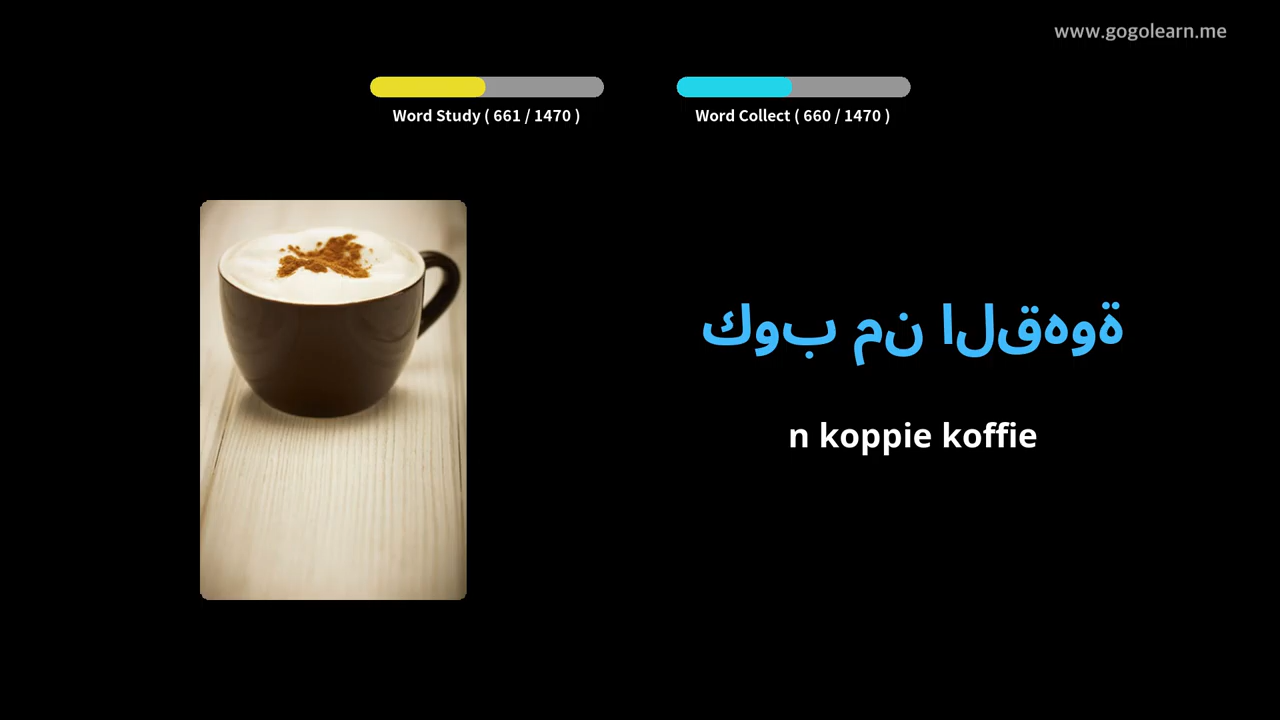 www.gogolearn.me
Word Study ( 661 / 1470 )
Word Collect ( 660 / 1470 )
كوب من القهوة
n koppie koffie